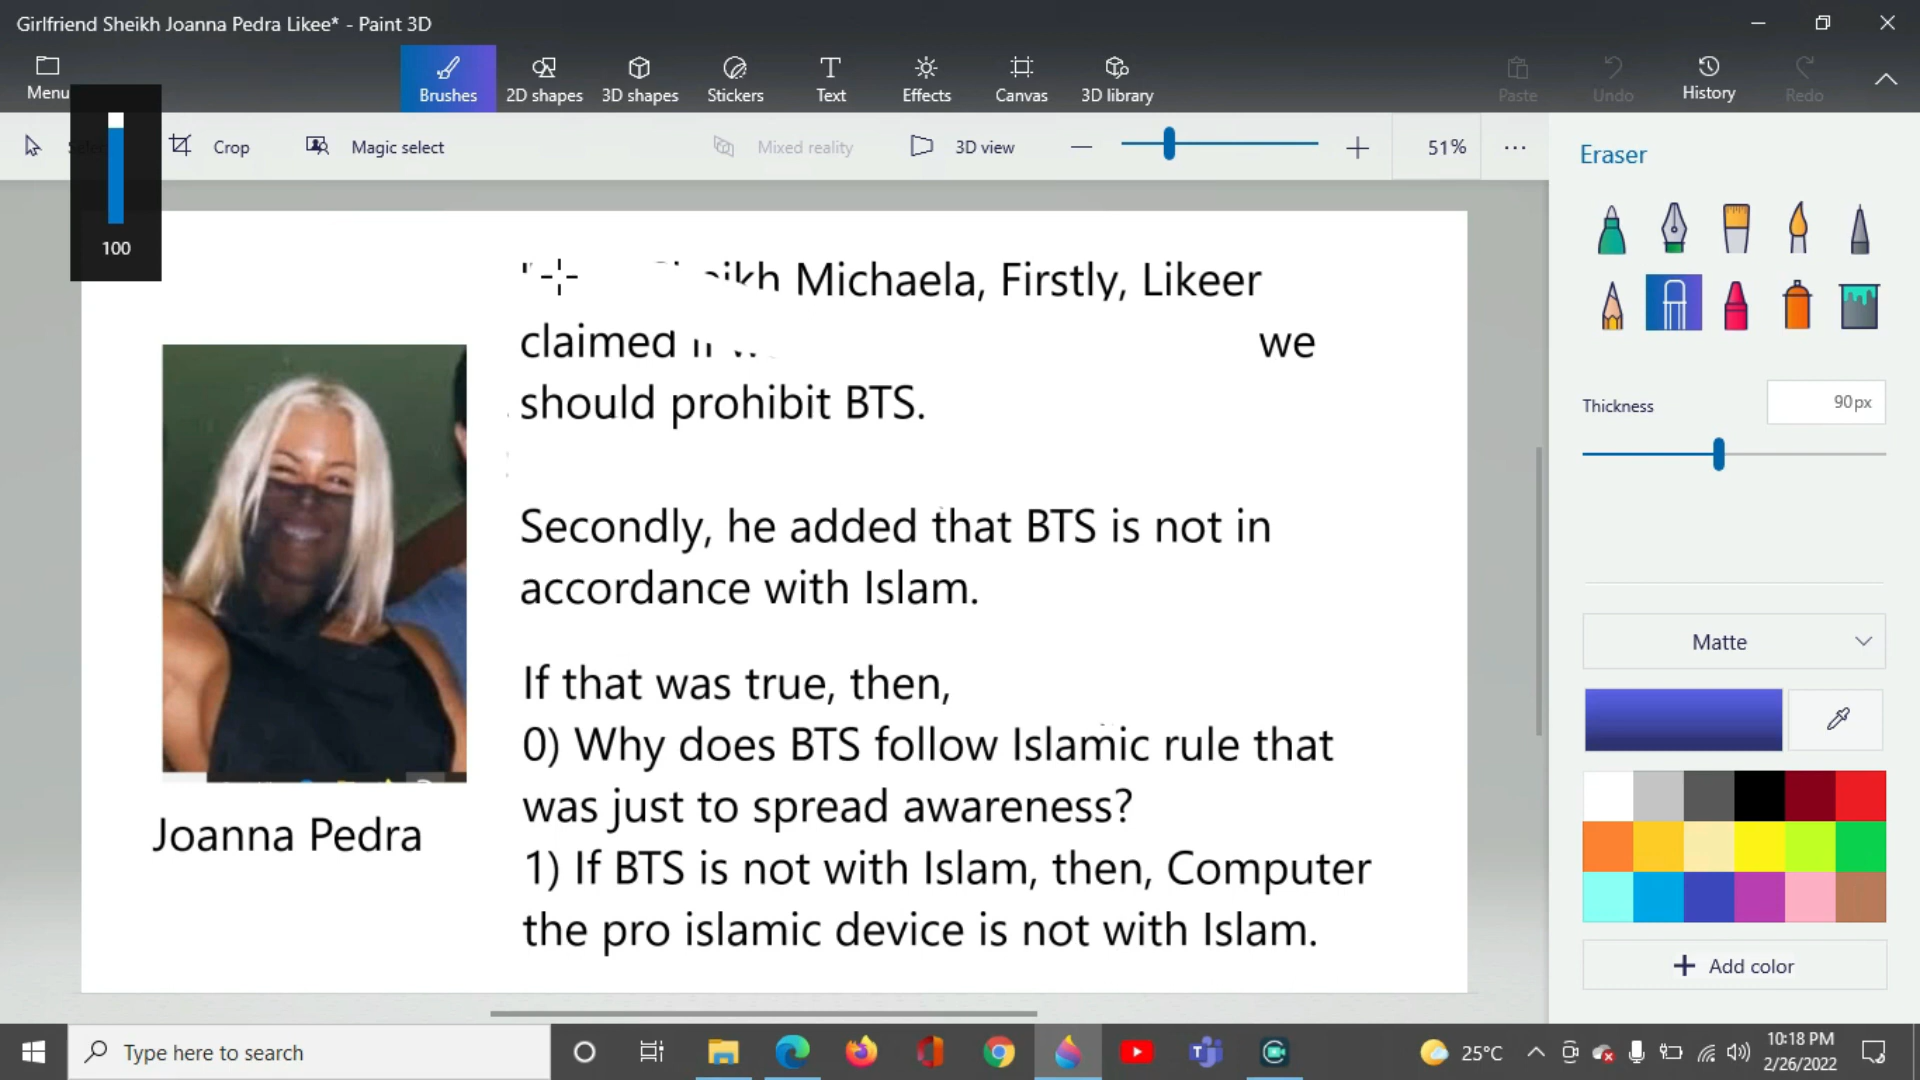 Girlfriend Sheikh Joanna Pedra Likee* - Paint 3D
Menu
Brushes
2D shapes
3D shapes
Stickers
Text
Effects
Canvas
3D library
Paste
Undo
History
Redo
Crop
Magic select
Mixed reality
3D view
51%
100
Eraser
Thickness
90px
Matte
Add color
Michaela, Firstly, Likeer
claimed we
should prohibit BTS.
Secondly, he added that BTS is not in
accordance with Islam.
If that was true, then,
0) Why does BTS follow Islamic rule that
was just to spread awareness?
1) If BTS is not with Islam, then, Computer
the pro islamic device is not with Islam.
Joanna Pedra
Type here to search
25°C
10:18 PM
2/26/2022